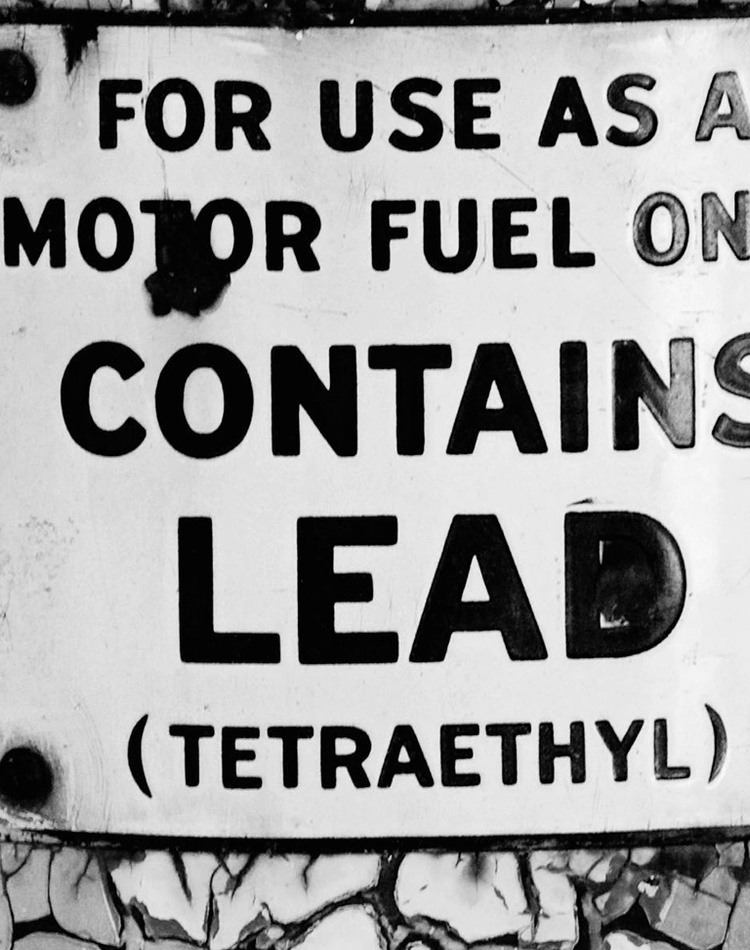 FOR USE AS A
MOTOR FUEL ON
CONTAINS
LEAD
(TETRAETHYL)